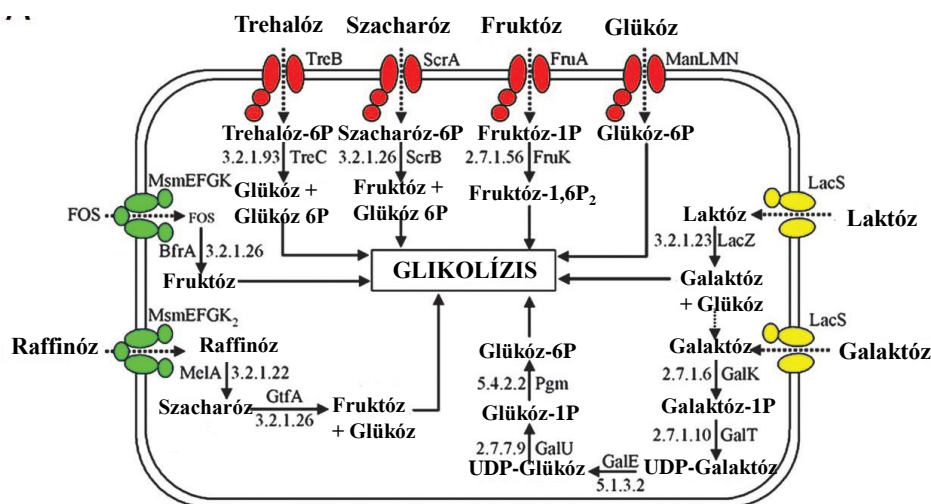 Trehalóz Szacharóz Fruktóz Glükóz
TreB ScrA FruA ManLMN
Trehalóz-6P Szacharóz-6P Fruktóz-1P Glükóz-6P
3.2.1.93 TreC 3.2.1.26 ScrB 2.7.1.56 FruK
Glükóz +
Glükóz 6P
Fruktóz +
Glükóz 6P
Fruktóz-1,6P₂
MsmEFGK
FOS FOS
BfrA 3.2.1.26
Fruktóz
GLIKOLÍZIS
LacS
Laktóz Laktóz
3.2.1.23 LacZ
Galaktóz
+ Glükóz
MsmEFGK₂
Raffinóz Raffinóz
MelA 3.2.1.22
Szacharóz GtfA
3.2.1.26
Fruktóz
+ Glükóz
Glükóz-6P
5.4.2.2 Pgm
Glükóz-1P
2.7.7.9 GalU
UDP-Glükóz
GalE
5.1.3.2
LacS
Galaktóz Galaktóz
2.7.1.6 GalK
Galaktóz-1P
2.7.1.10 GalT
UDP-Galaktóz